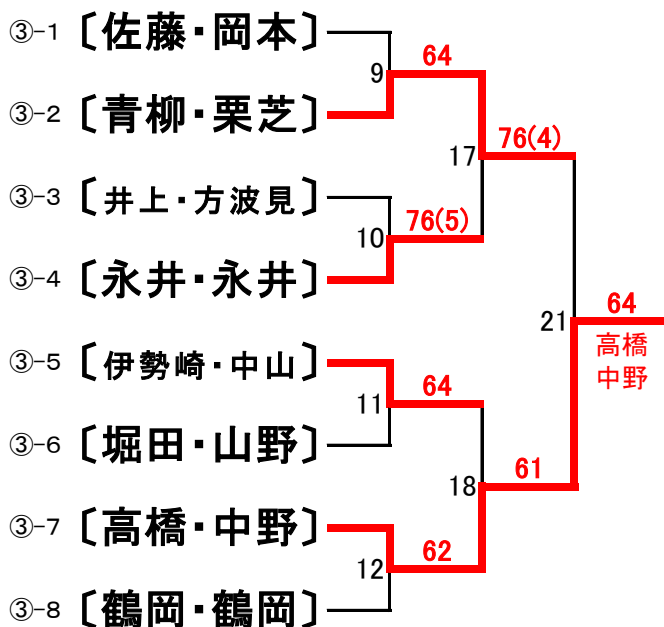 ③-1 〔佐藤・岡本〕
9 64
③-2 〔青柳・栗芝〕
17 76(4)
③-3 〔井上・方波見〕
10 76(5)
③-4 〔永井・永井〕
21 64
高橋
中野
③-5 〔伊勢崎・中山〕
11 64
③-6 〔堀田・山野〕
18 61
③-7 〔高橋・中野〕
12 62
③-8 〔鶴岡・鶴岡〕